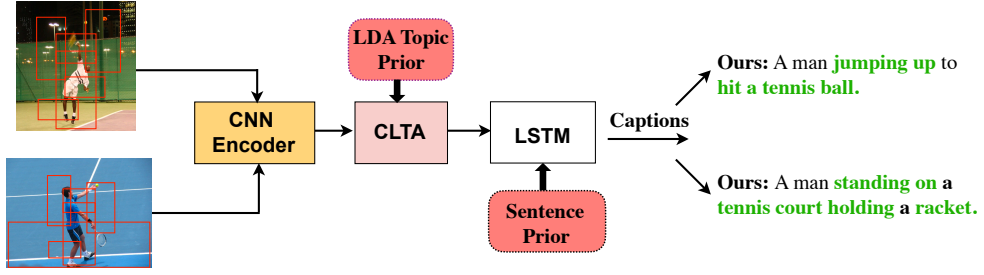 LDA Topic
Prior
CNN
Encoder
CLTA
LSTM
Sentence
Prior
Captions
Ours: A man jumping up to
hit a tennis ball.
Ours: A man standing on a
tennis court holding a racket.